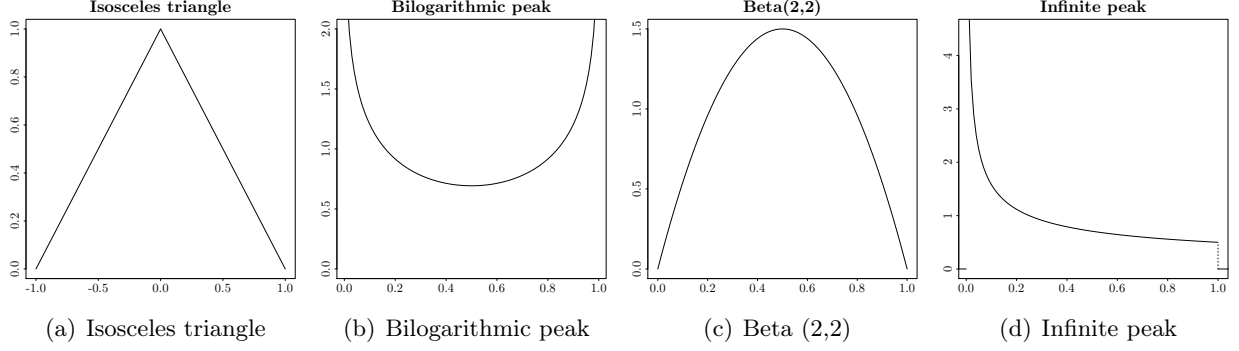 Isosceles triangle
Bilogarithmic peak
Beta(2,2)
Infinite peak
0.0 0.2 0.4 0.6 0.8 1.0
-1.0 -0.5 0.0 0.5 1.0
0.0 0.5 1.0 1.5 2.0
0.0 0.2 0.4 0.6 0.8 1.0
0.0 0.5 1.0 1.5
0.0 0.2 0.4 0.6 0.8 1.0
0 1 2 3 4
0.0 0.2 0.4 0.6 0.8 1.0
(a) Isosceles triangle
(b) Bilogarithmic peak
(c) Beta (2,2)
(d) Infinite peak